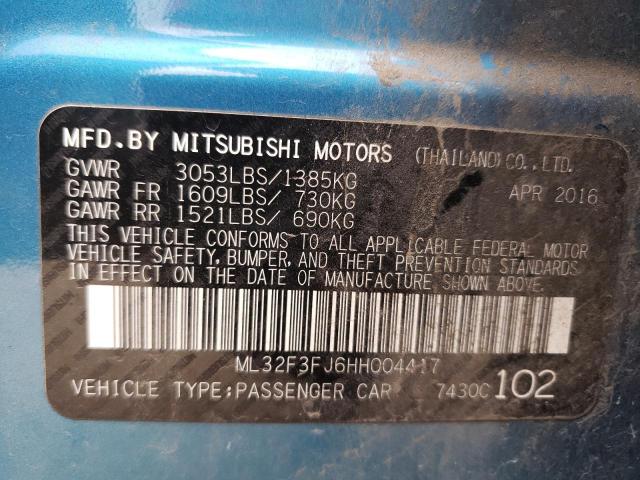 MFD.BY MITSUBISHI MOTORS (THAILAND)CO.,LTD.
GVWR 3053LBS/1385KG
GAWR FR 1609LBS/ 730KG APR 2016
GAWR RR 1521LBS/ 690KG
THIS VEHICLE CONFORMS TO ALL APPLICABLE FEDERAL MOTOR
VEHICLE SAFETY, BUMPER, AND THEFT PREVENTION STANDARDS
IN EFFECT ON THE DATE OF MANUFACTURE SHOWN ABOVE.
ML32F3FJ6HH004417
VEHICLE TYPE;PASSENGER CAR 7430C 102